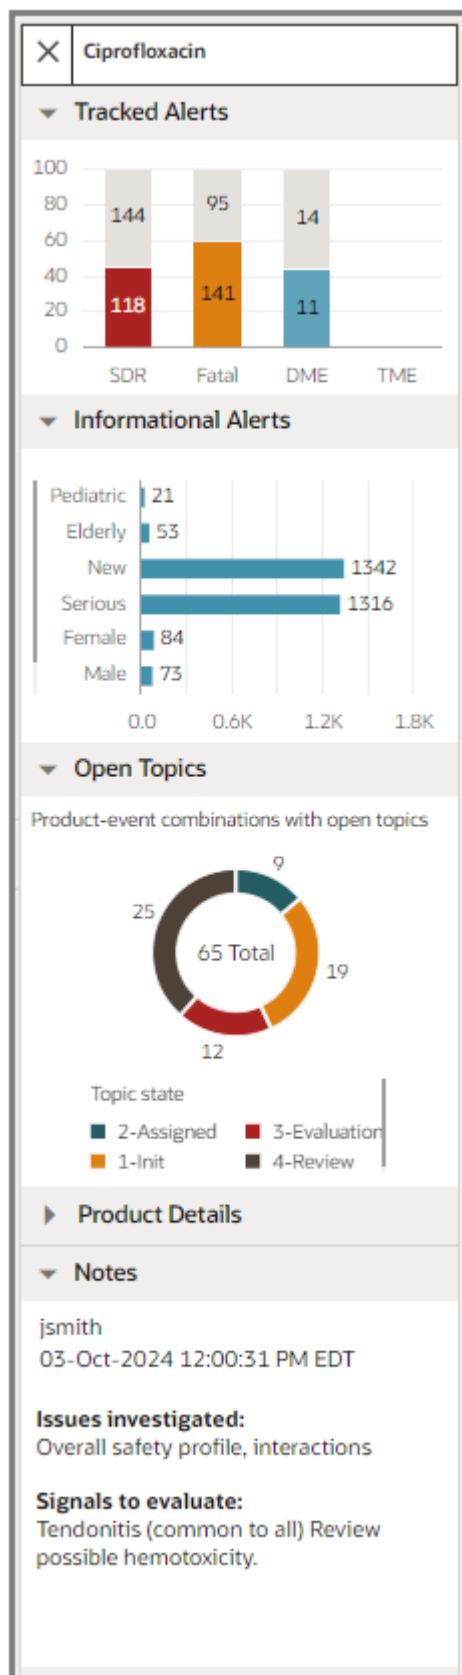 Ciprofloxacin
Tracked Alerts
100
80
60
40
20
0
144
95
14
118
141
11
SDR Fatal DME TME
Informational Alerts
Pediatric 21
Elderly 53
New 1342
Serious 1316
Female 84
Male 73
0.0 0.6K 1.2K 1.8K
Open Topics
Product-event combinations with open topics
9
25
65 Total
19
12
Topic state
2-Assigned 3-Evaluation
1-Init 4-Review
Product Details
Notes
jsmith
03-Oct-2024 12:00:31 PM EDT
Issues investigated:
Overall safety profile, interactions
Signals to evaluate:
Tendonitis (common to all) Review
possible hemotoxicity.